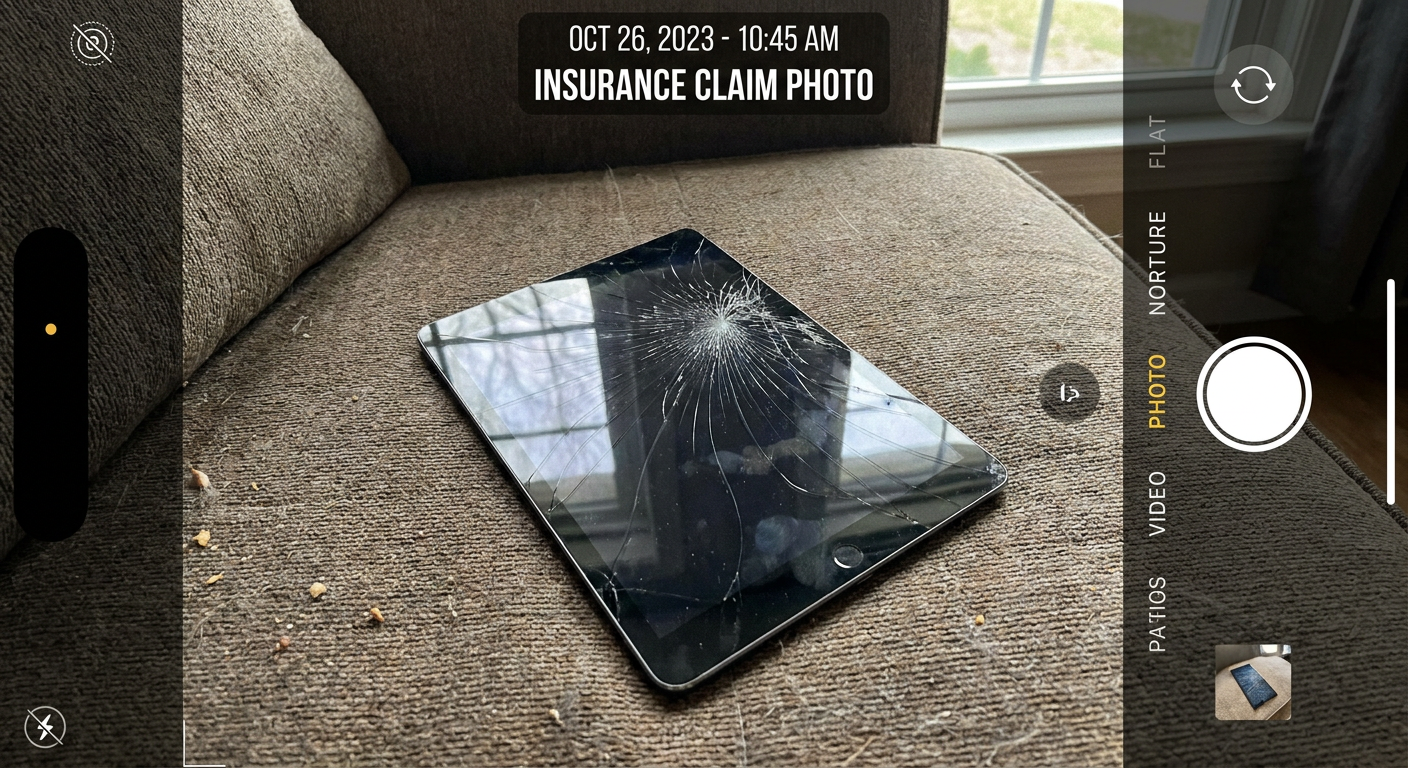 OCT 26, 2023 - 10:45 AM
INSURANCE CLAIM PHOTO
FLAT
NORTURE
PHOTO
VIDEO
PATIOS